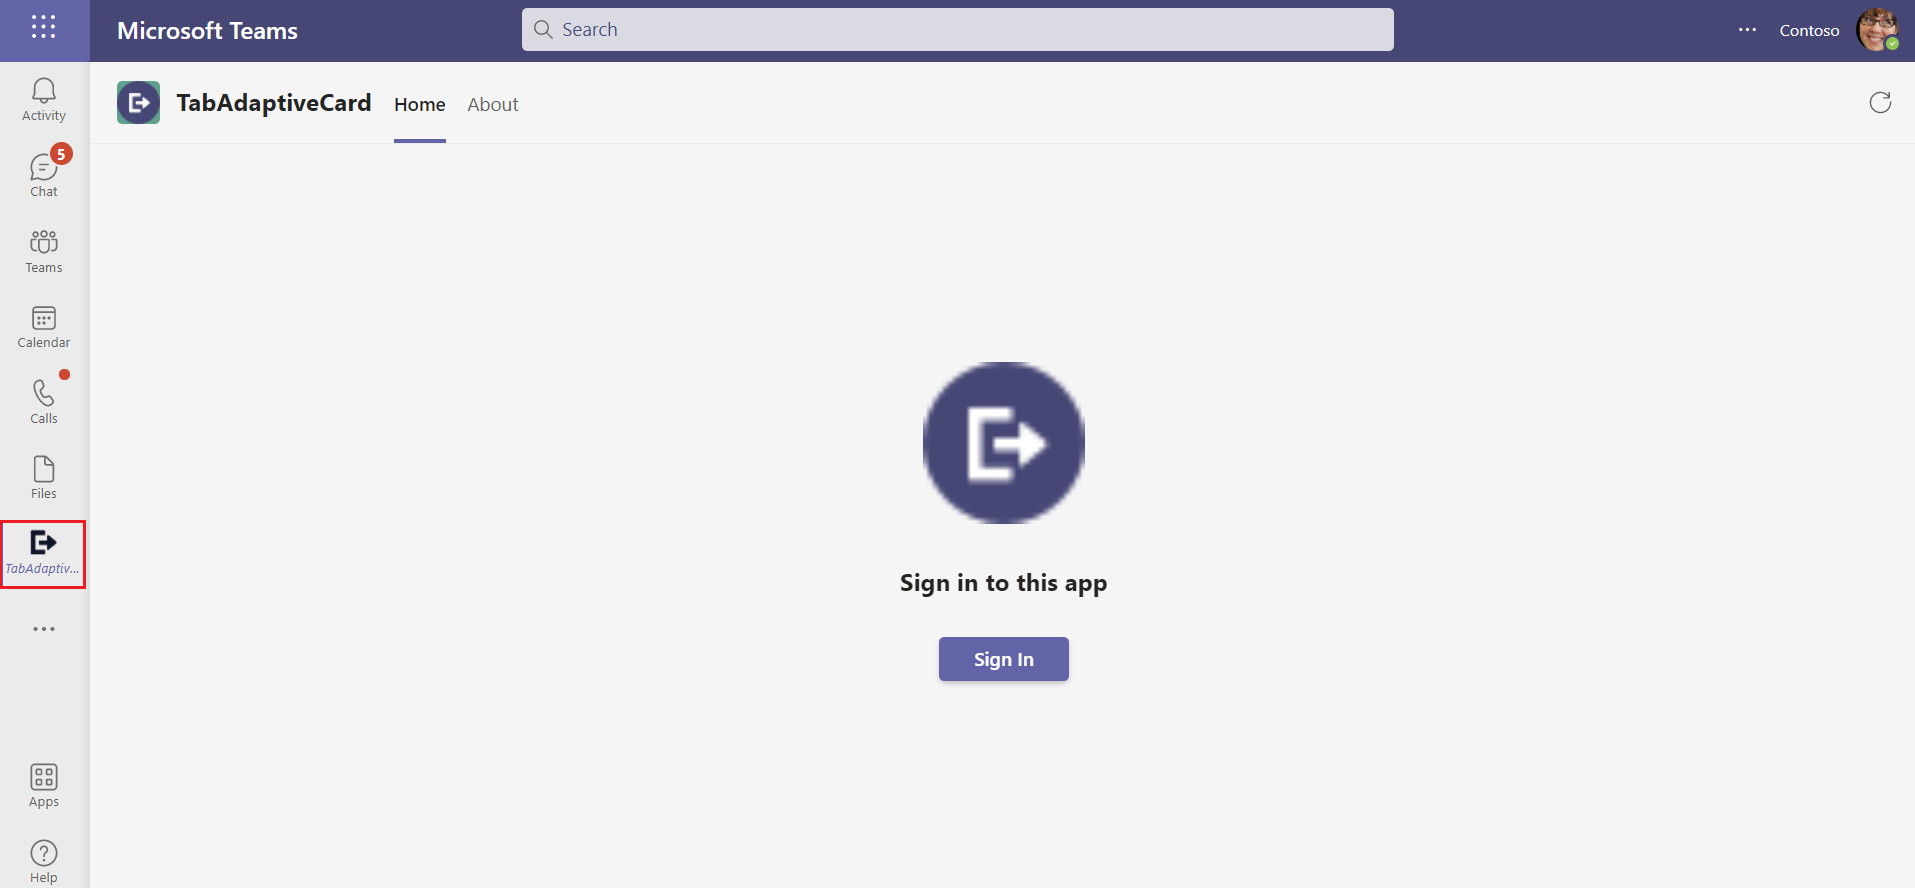 Microsoft Teams
Search
Contoso
TabAdaptiveCard
Home
About
Activity
5
Chat
Teams
Calendar
Calls
Files
TabAdaptiv...
Sign in to this app
Sign In
Apps
Help